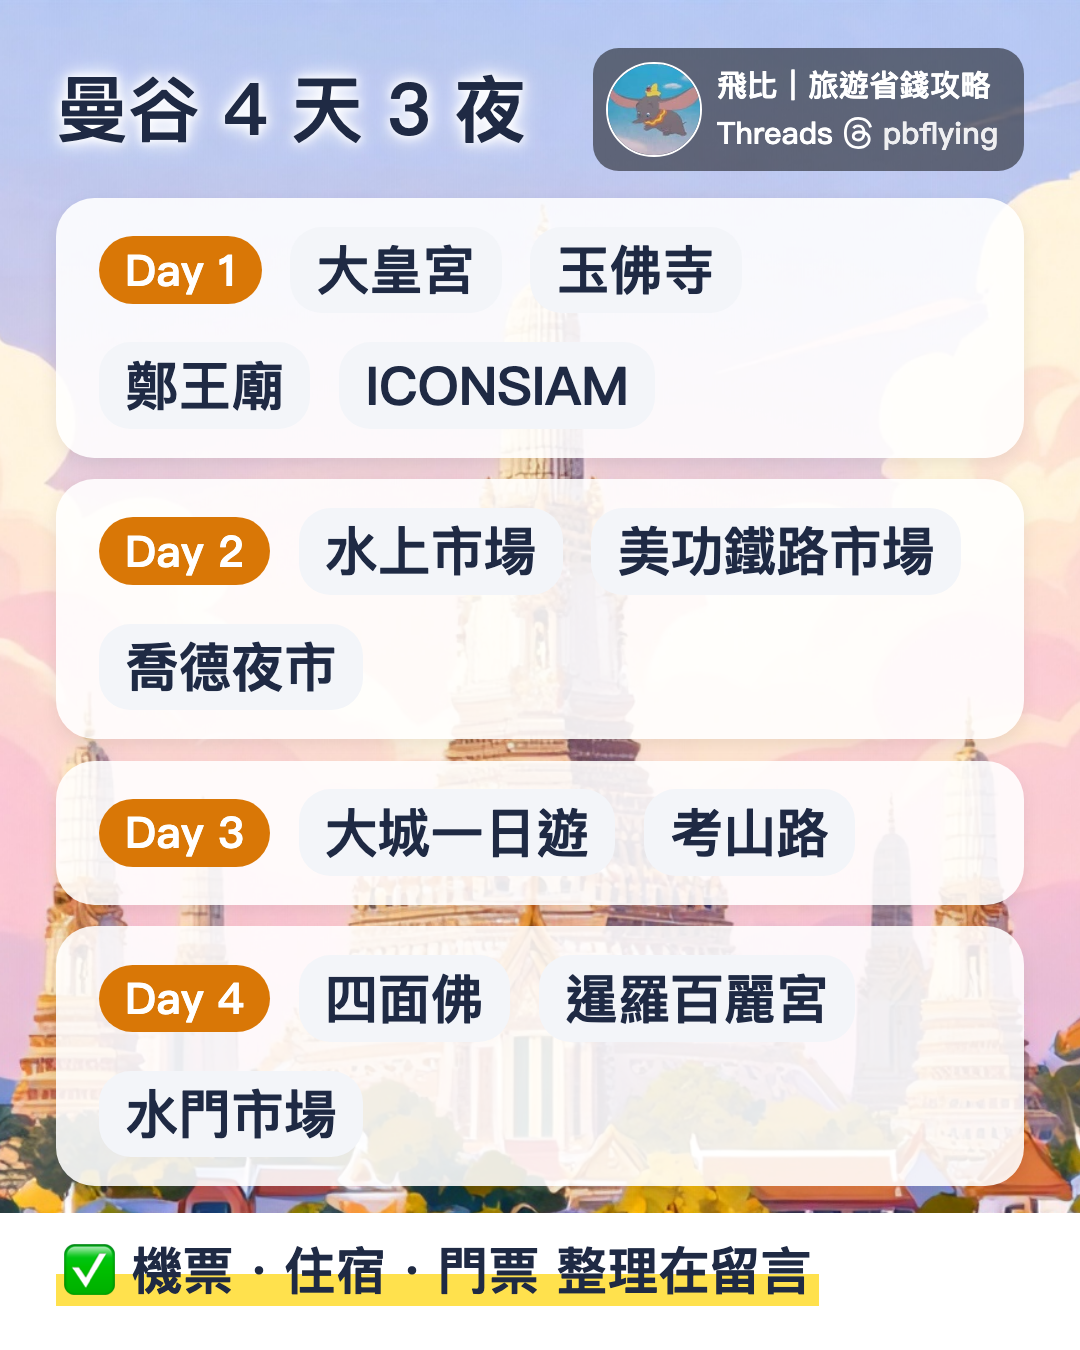 曼谷 4 天 3 夜
飛比｜旅遊省錢攻略
Threads @ pbflying
Day 1 大皇宮 玉佛寺
鄭王廟 ICONSIAM
Day 2 水上市場 美功鐵路市場
喬德夜市
Day 3 大城一日遊 考山路
Day 4 四面佛 暹羅百麗宮
水門市場
✅ 機票 · 住宿 · 門票 整理在留言